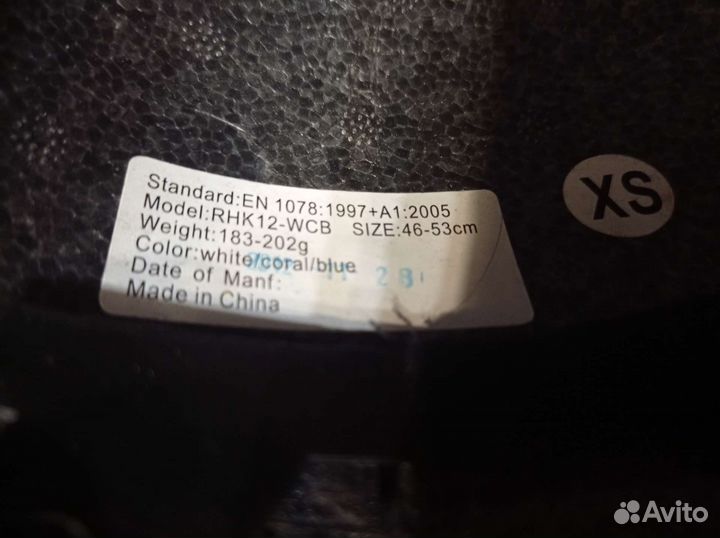 Standard:EN 1078:1997+A1:2005
Model:RHK12-WCB SIZE:46-53cm
Weight:183-202g
Color:white/coral/blue
Date of Manf:
Made in China
XS
Avito